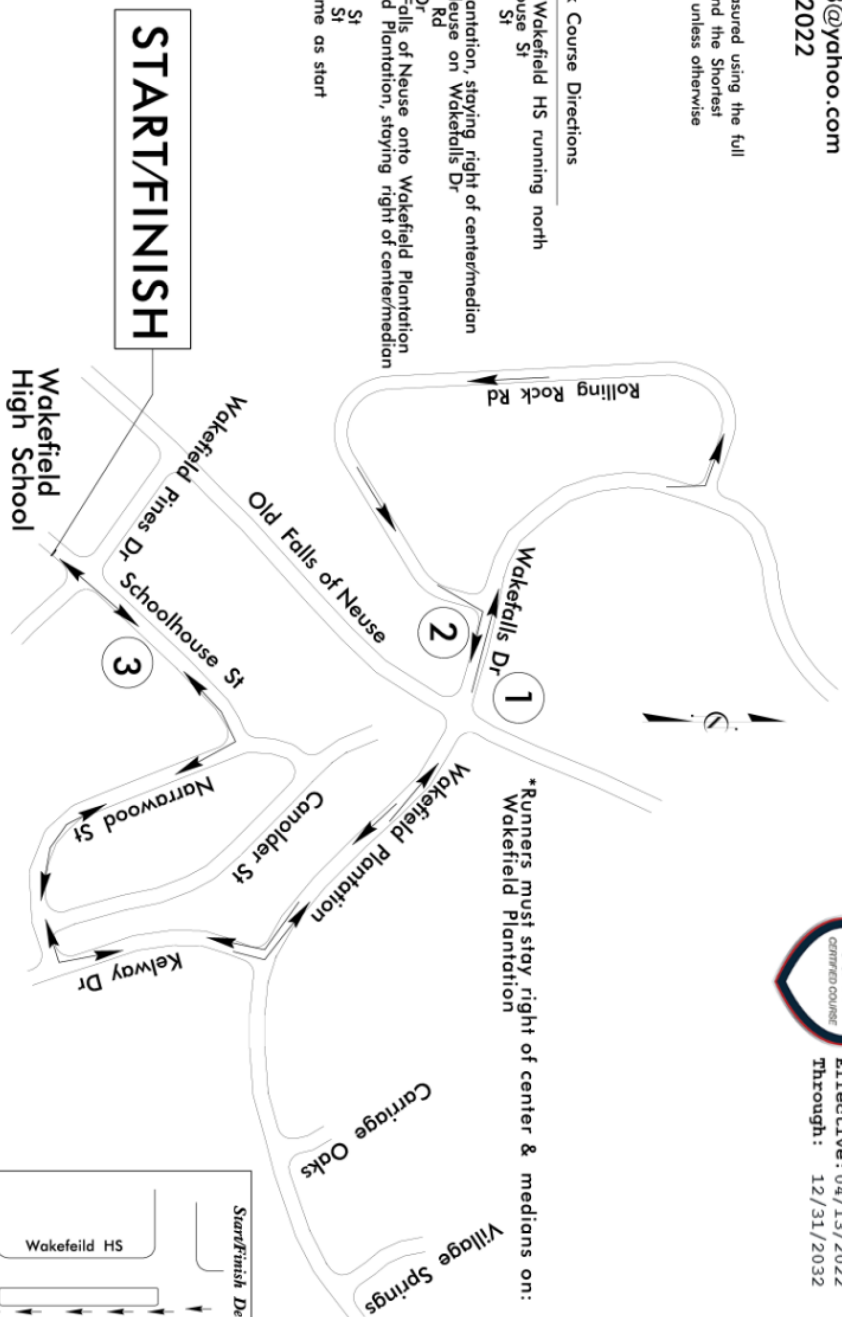 @yahoo.com
2022
asured using the full
nd the Shortest
unless otherwise
Course Directions
Wakefield HS running north
ouse St
St
antation, staying right of center/median
leuse on Wakefalls Dr
Rd
Dr
Falls of Neuse onto Wakefield Plantation
d Plantation, staying right of center/median
St
St
me as start
START/FINISH
Wakefield
High School
CERTIFIED COURSE
Effective: 04/13/2022
Through: 12/31/2032
N
Rolling Rock Rd
Wakefalls Dr
1
2
Old Falls of Neuse
Wakefield Pines Dr
Schoolhouse St
3
Narrawood St
Canolder St
Wakefield Plantation
Kelway Dr
*Runners must stay right of center & medians on:
Wakefield Plantation
Carriage Oaks
Village Springs
Start/Finish De
Wakefeild HS